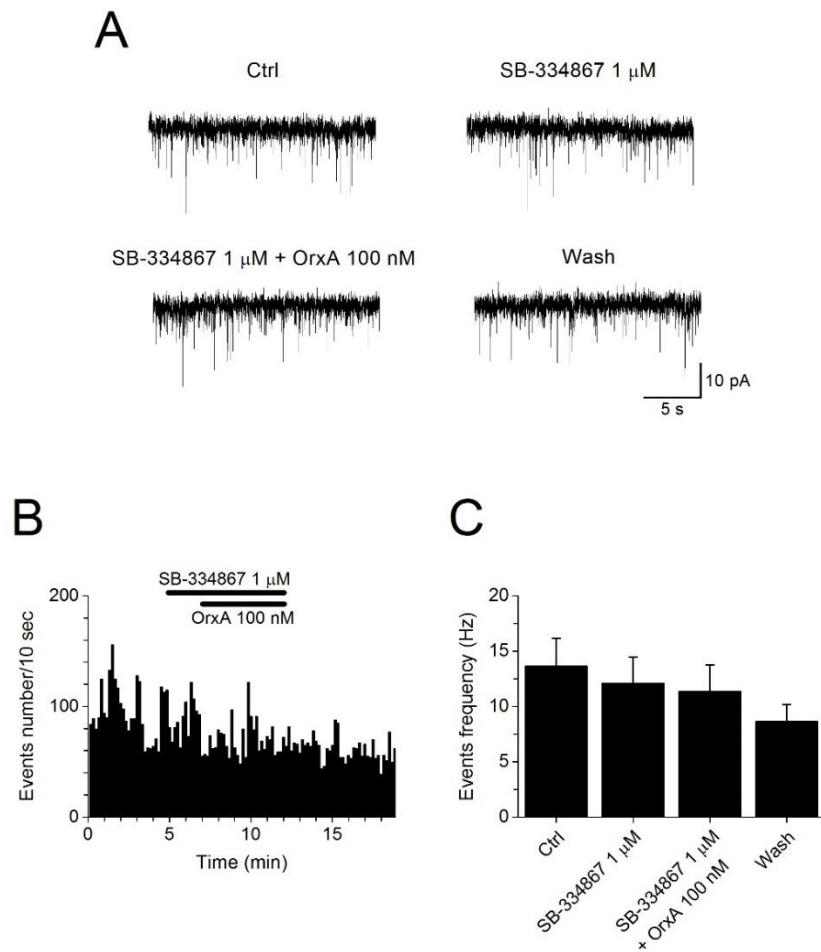 A
Ctrl
SB-334867 1 μM
SB-334867 1 μM + OrxA 100 nM
Wash
10 pA
5 s
B
SB-334867 1 μM
OrxA 100 nM
200
100
0
Events number/10 sec
0 5 10 15
Time (min)
C
20
15
10
5
0
Events frequency (Hz)
Ctrl
SB-334867 1 μM
SB-334867 1 μM
+ OrxA 100 nM
Wash